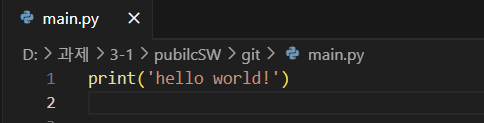 main.py ×
D: > 과제 > 3-1 > pubilcSW > git > main.py
1 print('hello world!')
2